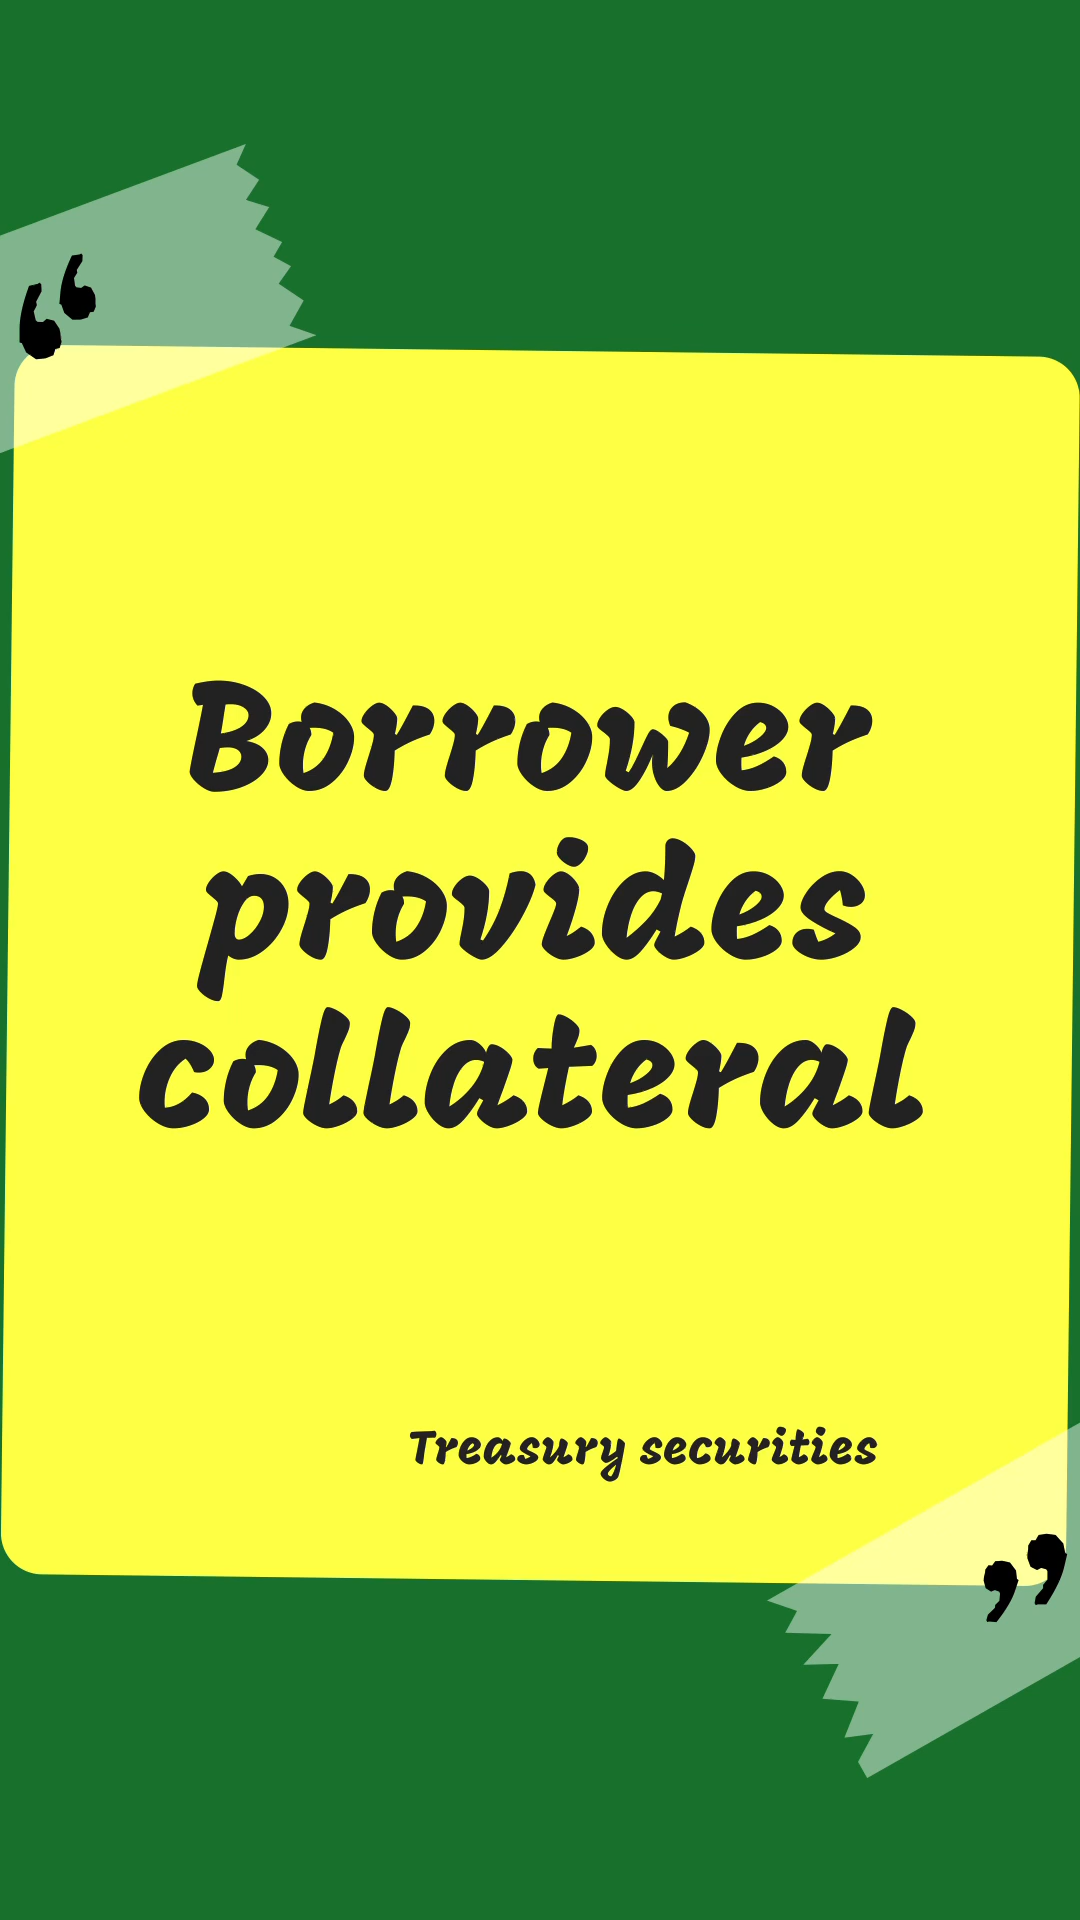 “
Borrower
provides
collateral
Treasury securities
”